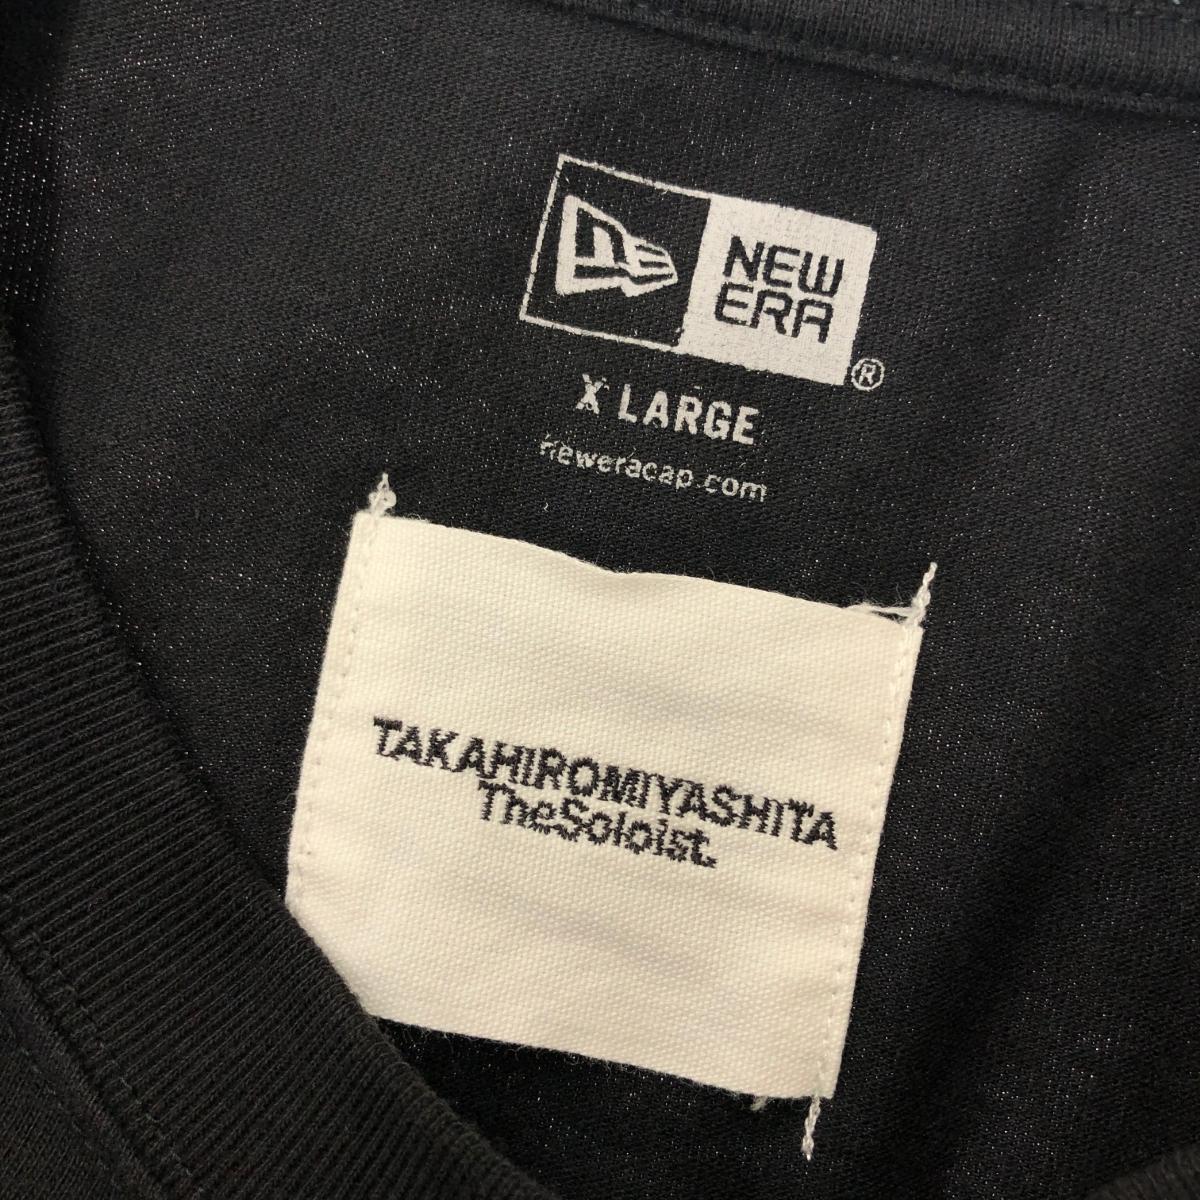 NEW
ERA
®
X LARGE
neweracap.com
TAKAHIROMIYASHITA
TheSoloist.